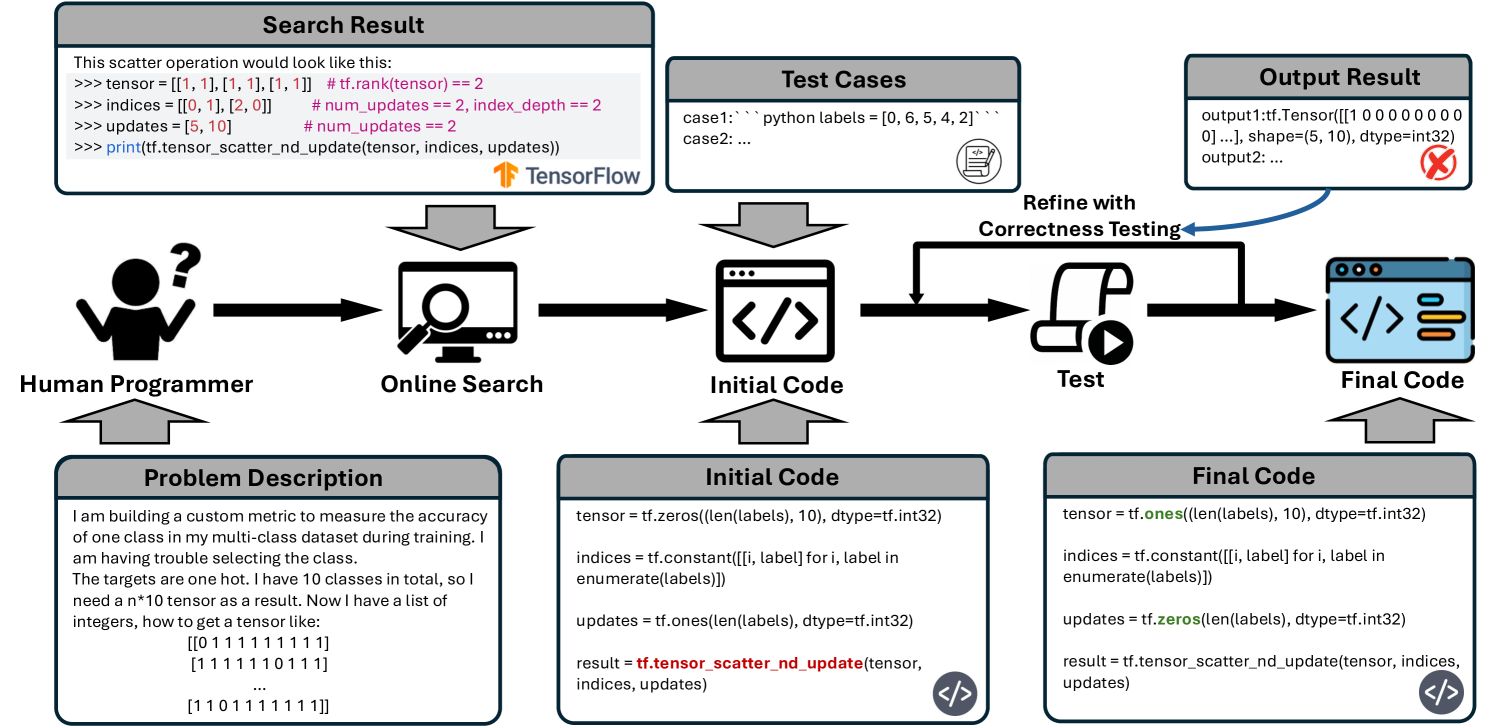 Search Result
This scatter operation would look like this:
>>> tensor = [[1, 1], [1, 1], [1, 1]] # tf.rank(tensor) == 2
>>> indices = [[0, 1], [2, 0]] # num_updates == 2, index_depth == 2
>>> updates = [5, 10] # num_updates == 2
>>> print(tf.tensor_scatter_nd_update(tensor, indices, updates))
TensorFlow
Test Cases
case1:```python labels = [0, 6, 5, 4, 2]```
case2: ...
</>
Output Result
output1:tf.Tensor([[1 0 0 0 0 0 0 0 0
0] ...], shape=(5, 10), dtype=int32)
output2: ...
Refine with
Correctness Testing
?
</>
</>
Human Programmer
Online Search
Initial Code
Test
Final Code
Problem Description
I am building a custom metric to measure the accuracy
of one class in my multi-class dataset during training. I
am having trouble selecting the class.
The targets are one hot. I have 10 classes in total, so I
need a n*10 tensor as a result. Now I have a list of
integers, how to get a tensor like:
[[0 1 1 1 1 1 1 1 1 1]
[1 1 1 1 1 1 0 1 1 1]
...
[1 1 0 1 1 1 1 1 1 1]]
Initial Code
tensor = tf.zeros((len(labels), 10), dtype=tf.int32)
indices = tf.constant([[i, label] for i, label in
enumerate(labels)])
updates = tf.ones(len(labels), dtype=tf.int32)
result = tf.tensor_scatter_nd_update(tensor,
indices, updates)
</>
Final Code
tensor = tf.ones((len(labels), 10), dtype=tf.int32)
indices = tf.constant([[i, label] for i, label in
enumerate(labels)])
updates = tf.zeros(len(labels), dtype=tf.int32)
result = tf.tensor_scatter_nd_update(tensor, indices,
updates)
</>